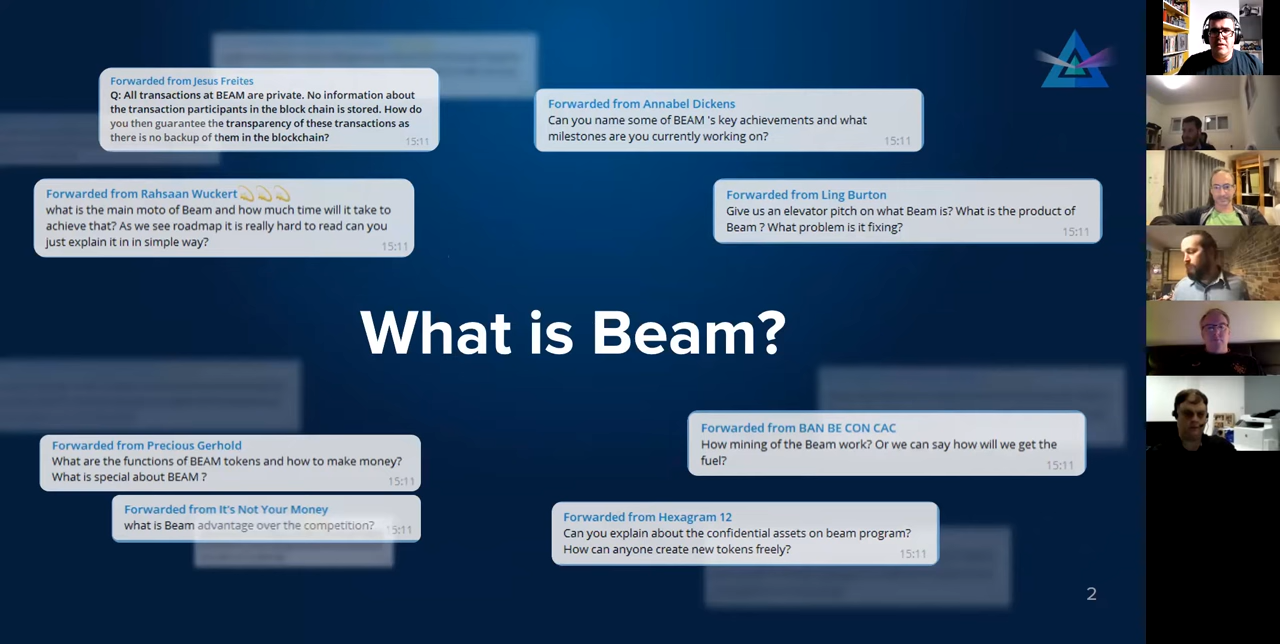 Forwarded from Jesus Freites
Q: All transactions at BEAM are private. No information about
the transaction participants in the block chain is stored. How do
you then guarantee the transparency of these transactions as
there is no backup of them in the blockchain?
15:11
Forwarded from Annabel Dickens
Can you name some of BEAM 's key achievements and what
milestones are you currently working on?
15:11
Forwarded from Rahsaan Wuckert
what is the main moto of Beam and how much time will it take to
achieve that? As we see roadmap it is really hard to read can you
just explain it in in simple way?
15:11
Forwarded from Ling Burton
Give us an elevator pitch on what Beam is? What is the product of
Beam ? What problem is it fixing?
15:11
What is Beam?
Forwarded from BAN BE CON CAC
How mining of the Beam work? Or we can say how will we get the
fuel?
15:11
Forwarded from Precious Gerhold
What are the functions of BEAM tokens and how to make money?
What is special about BEAM ?
15:11
Forwarded from It's Not Your Money
what is Beam advantage over the competition?
15:11
Forwarded from Hexagram 12
Can you explain about the confidential assets on beam program?
How can anyone create new tokens freely?
15:11
2